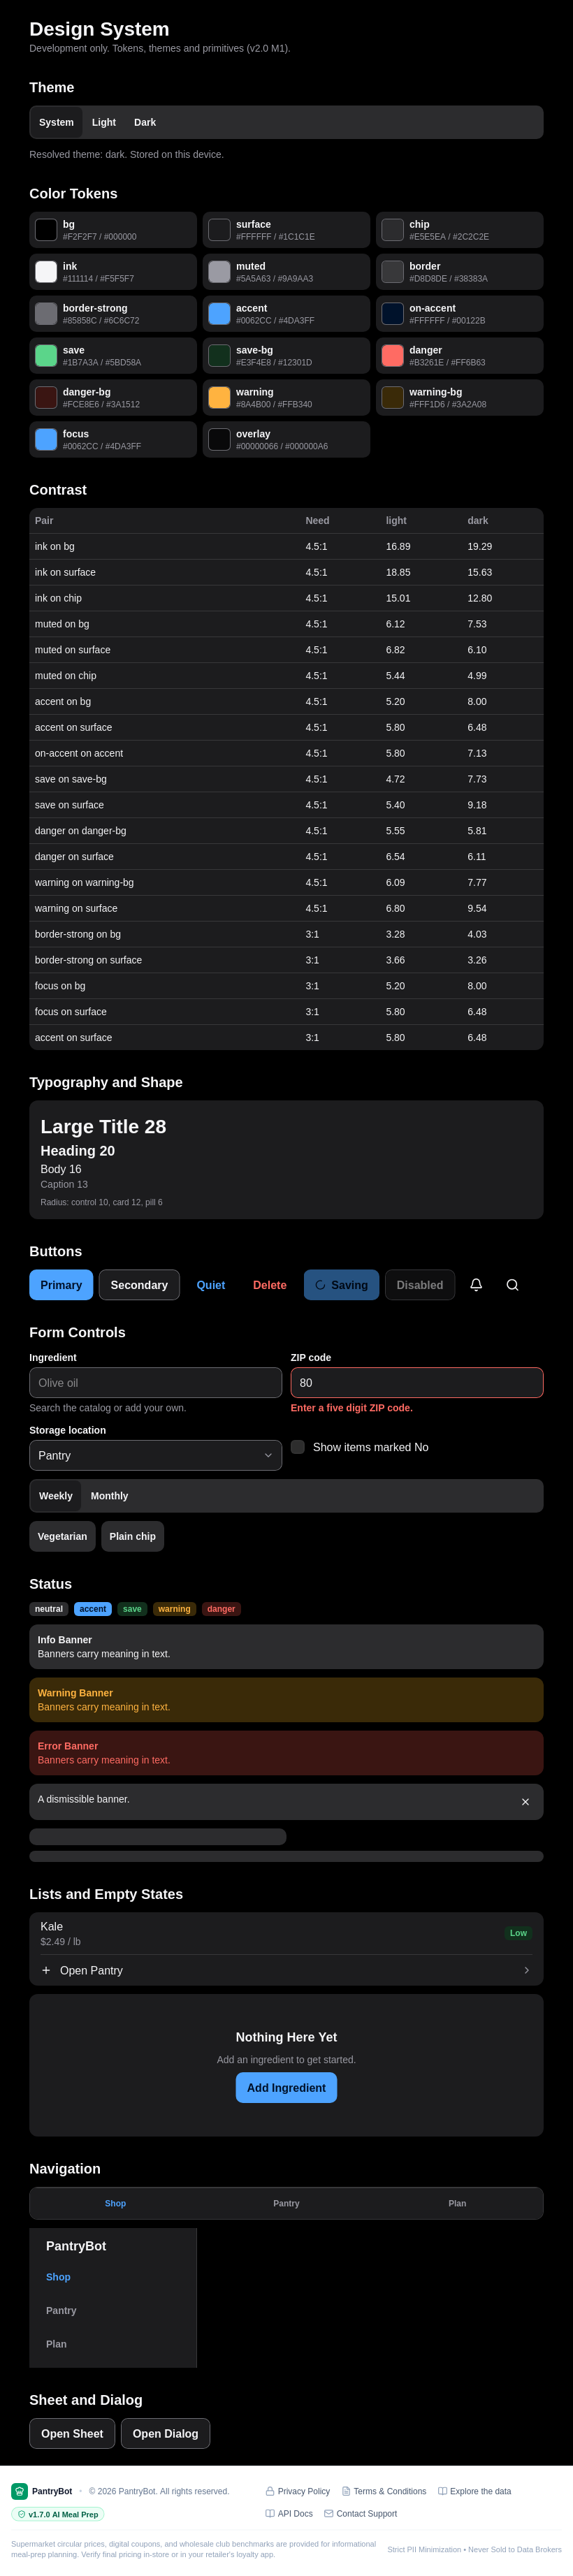 Design System
Development only. Tokens, themes and primitives (v2.0 M1).
Theme
System Light Dark
Resolved theme: dark. Stored on this device.
Color Tokens
bg
#F2F2F7 / #000000
surface
#FFFFFF / #1C1C1E
chip
#E5E5EA / #2C2C2E
ink
#111114 / #F5F5F7
muted
#5A5A63 / #9A9AA3
border
#D8D8DE / #38383A
border-strong
#85858C / #6C6C72
accent
#0062CC / #4DA3FF
on-accent
#FFFFFF / #00122B
save
#1B7A3A / #5BD58A
save-bg
#E3F4E8 / #12301D
danger
#B3261E / #FF6B63
danger-bg
#FCE8E6 / #3A1512
warning
#8A4B00 / #FFB340
warning-bg
#FFF1D6 / #3A2A08
focus
#0062CC / #4DA3FF
overlay
#00000066 / #000000A6
Contrast
Pair Need light dark
ink on bg 4.5:1 16.89 19.29
ink on surface 4.5:1 18.85 15.63
ink on chip 4.5:1 15.01 12.80
muted on bg 4.5:1 6.12 7.53
muted on surface 4.5:1 6.82 6.10
muted on chip 4.5:1 5.44 4.99
accent on bg 4.5:1 5.20 8.00
accent on surface 4.5:1 5.80 6.48
on-accent on accent 4.5:1 5.80 7.13
save on save-bg 4.5:1 4.72 7.73
save on surface 4.5:1 5.40 9.18
danger on danger-bg 4.5:1 5.55 5.81
danger on surface 4.5:1 6.54 6.11
warning on warning-bg 4.5:1 6.09 7.77
warning on surface 4.5:1 6.80 9.54
border-strong on bg 3:1 3.28 4.03
border-strong on surface 3:1 3.66 3.26
focus on bg 3:1 5.20 8.00
focus on surface 3:1 5.80 6.48
accent on surface 3:1 5.80 6.48
Typography and Shape
Large Title 28
Heading 20
Body 16
Caption 13
Radius: control 10, card 12, pill 6
Buttons
Primary Secondary Quiet Delete Saving Disabled
Form Controls
Ingredient
Olive oil
Search the catalog or add your own.
ZIP code
80
Enter a five digit ZIP code.
Storage location
Pantry
Show items marked No
Weekly Monthly
Vegetarian Plain chip
Status
neutral accent save warning danger
Info Banner
Banners carry meaning in text.
Warning Banner
Banners carry meaning in text.
Error Banner
Banners carry meaning in text.
A dismissible banner.
Lists and Empty States
Kale
$2.49 / lb
Low
Open Pantry
Nothing Here Yet
Add an ingredient to get started.
Add Ingredient
Navigation
Shop Pantry Plan
PantryBot
Shop
Pantry
Plan
Sheet and Dialog
Open Sheet Open Dialog
PantryBot • © 2026 PantryBot. All rights reserved.
v1.7.0 AI Meal Prep
Privacy Policy Terms & Conditions Explore the data
API Docs Contact Support
Supermarket circular prices, digital coupons, and wholesale club benchmarks are provided for informational
meal-prep planning. Verify final pricing in-store or in your retailer's loyalty app.
Strict PII Minimization • Never Sold to Data Brokers